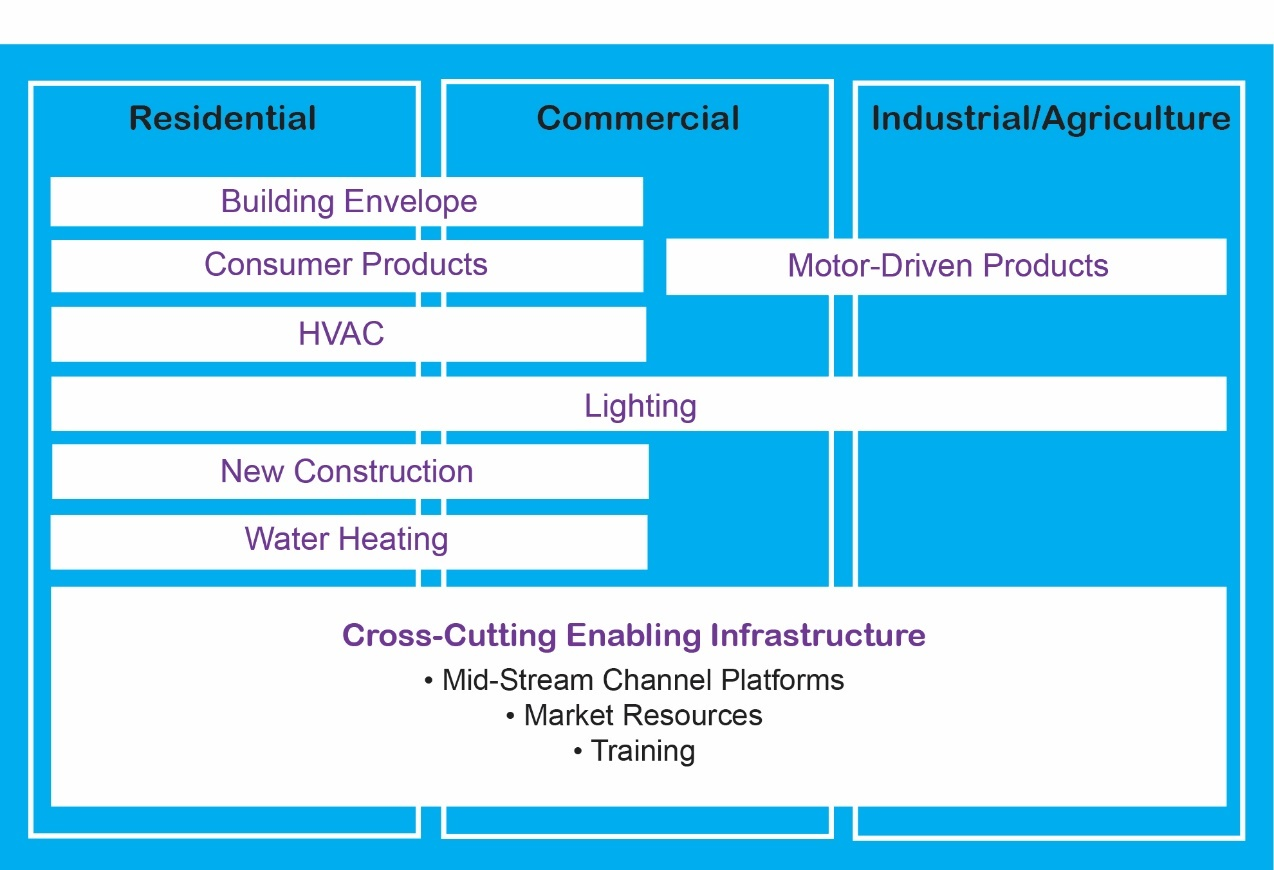 Residential
Commercial
Industrial/Agriculture
Building Envelope
Consumer Products
Motor-Driven Products
HVAC
Lighting
New Construction
Water Heating
Cross-Cutting Enabling Infrastructure
• Mid-Stream Channel Platforms
• Market Resources
• Training